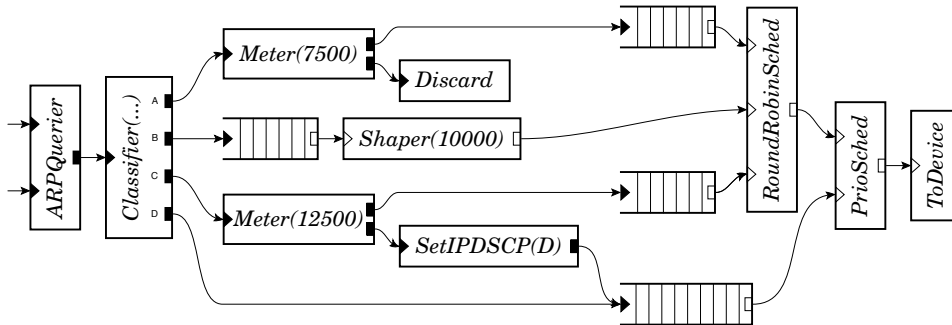 ARPQuerier
Classifier(...)
A
B
C
D
Meter(7500)
Discard
Shaper(10000)
Meter(12500)
SetIPDSCP(D)
RoundRobinSched
PrioSched
ToDevice